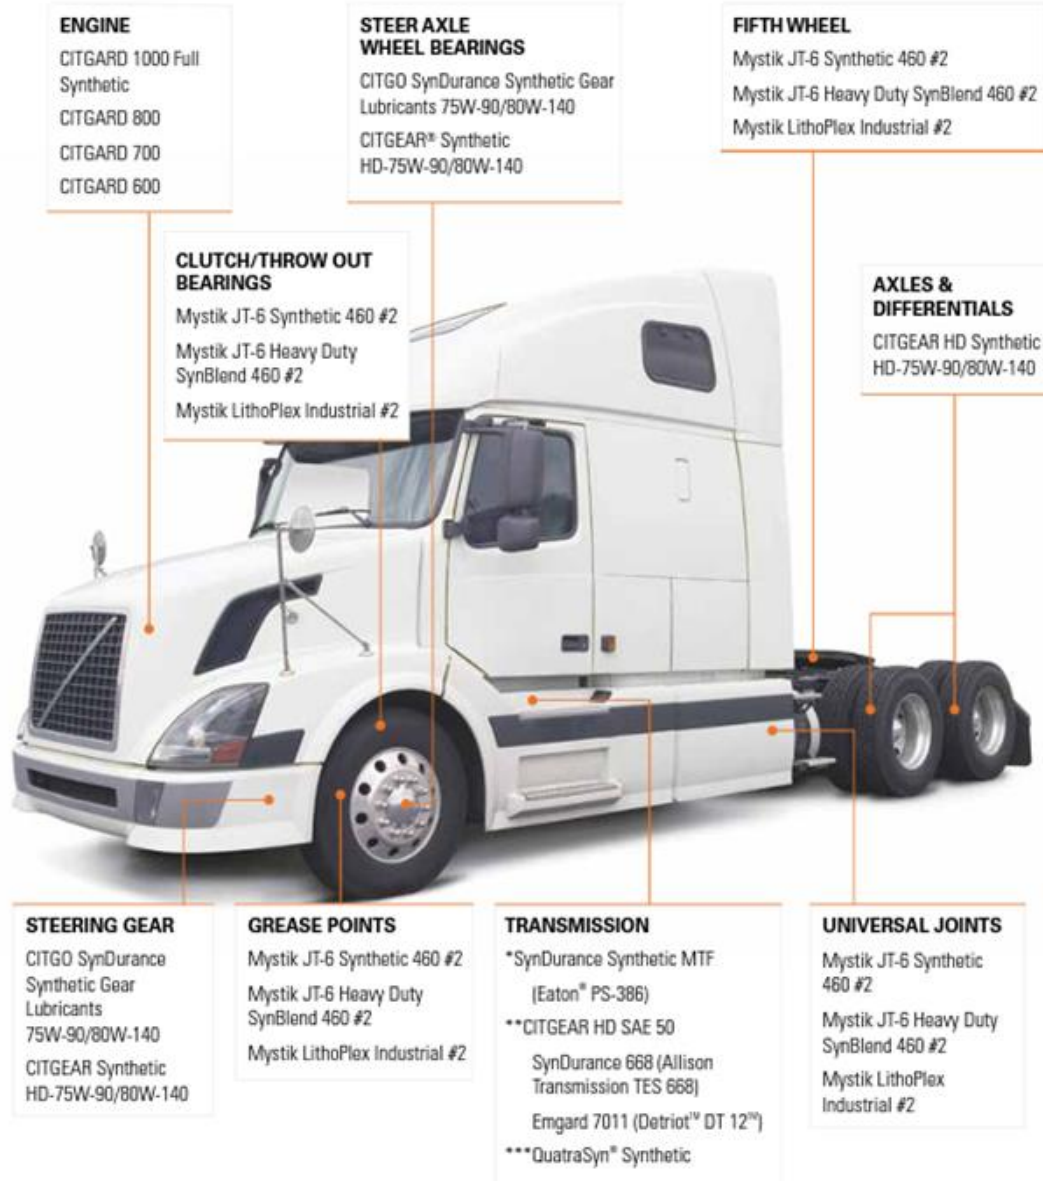 ENGINE
CITGARD 1000 Full
Synthetic
CITGARD 800
CITGARD 700
CITGARD 600
STEER AXLE
WHEEL BEARINGS
CITGO SynDurance Synthetic Gear
Lubricants 75W-90/80W-140
CITGEAR® Synthetic
HD-75W-90/80W-140
FIFTH WHEEL
Mystik JT-6 Synthetic 460 #2
Mystik JT-6 Heavy Duty SynBlend 460 #2
Mystik LithoPlex Industrial #2
CLUTCH/THROW OUT
BEARINGS
Mystik JT-6 Synthetic 460 #2
Mystik JT-6 Heavy Duty
SynBlend 460 #2
Mystik LithoPlex Industrial #2
AXLES &
DIFFERENTIALS
CITGEAR HD Synthetic
HD-75W-90/80W-140
STEERING GEAR
CITGO SynDurance
Synthetic Gear
Lubricants
75W-90/80W-140
CITGEAR Synthetic
HD-75W-90/80W-140
GREASE POINTS
Mystik JT-6 Synthetic 460 #2
Mystik JT-6 Heavy Duty
SynBlend 460 #2
Mystik LithoPlex Industrial #2
TRANSMISSION
*SynDurance Synthetic MTF
(Eaton® PS-386)
**CITGEAR HD SAE 50
SynDurance 668 (Allison
Transmission TES 668)
Emgard 7011 (Detriot™ DT 12™)
***QuatraSyn® Synthetic
UNIVERSAL JOINTS
Mystik JT-6 Synthetic
460 #2
Mystik JT-6 Heavy Duty
SynBlend 460 #2
Mystik LithoPlex
Industrial #2